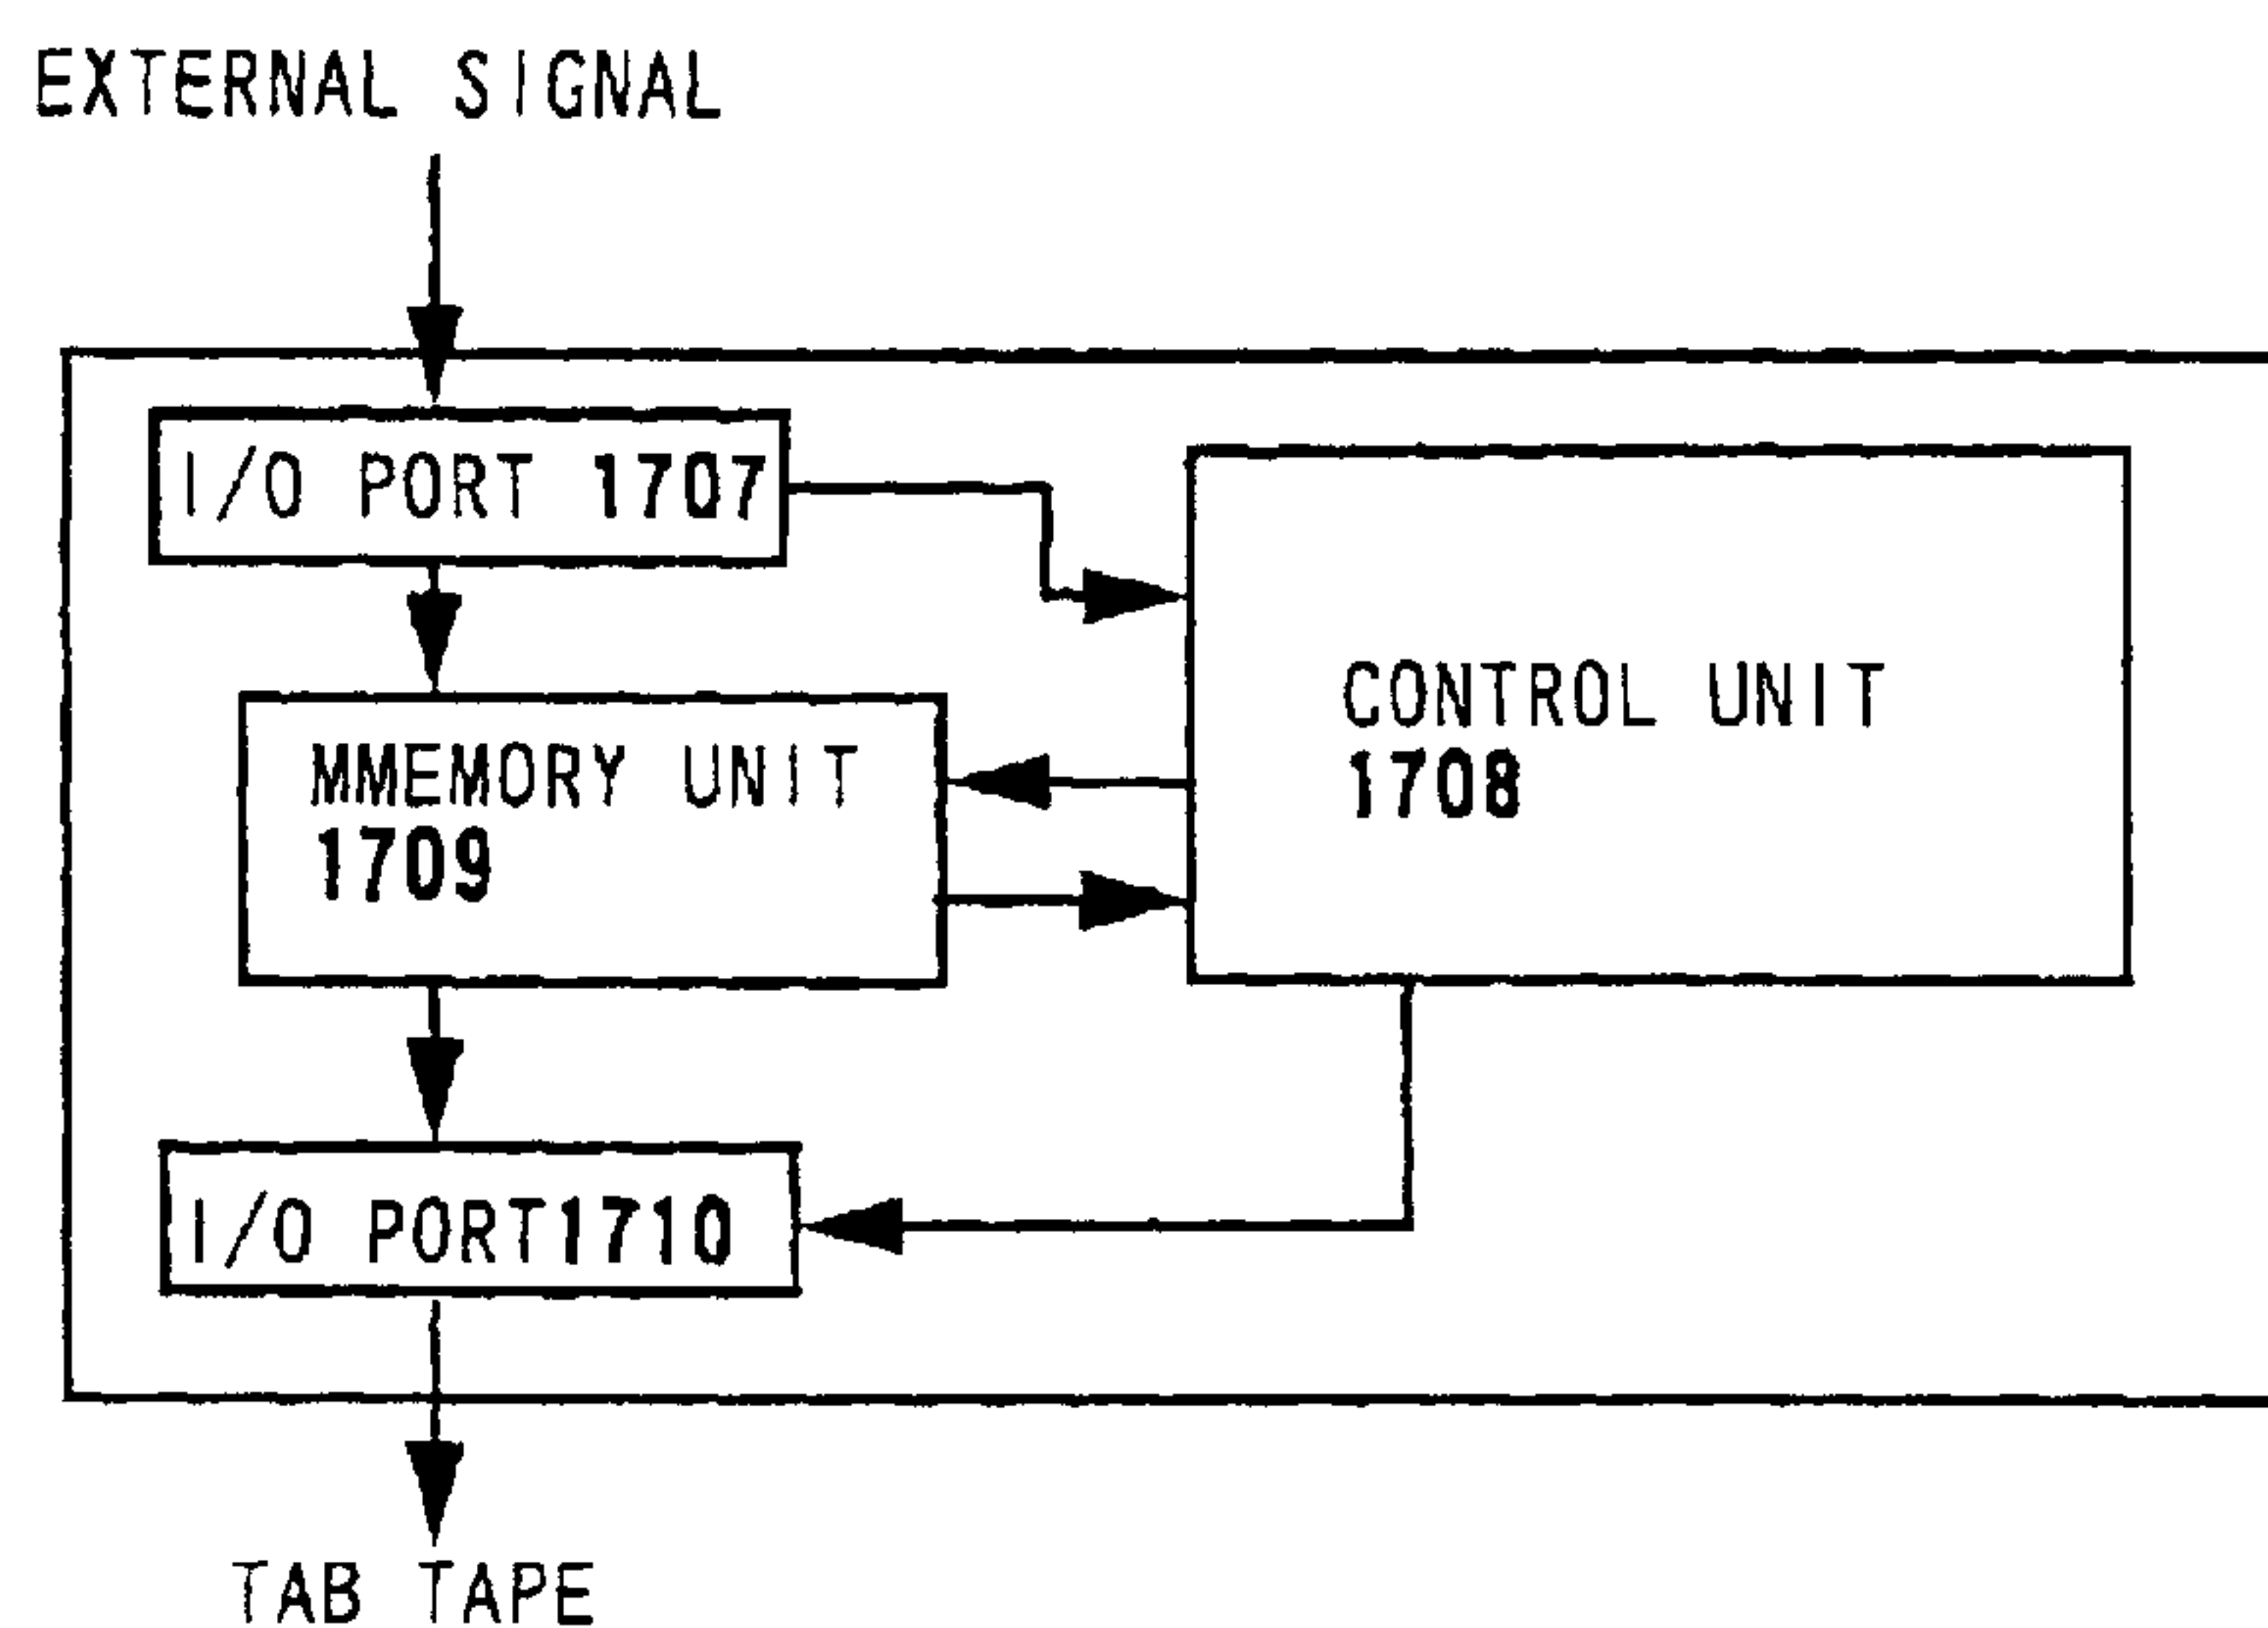 EXTERNAL SIGNAL
I/O PORT 1707
CONTROL UNIT
1708
MMEMORY UNIT
1709
I/O PORT1710
TAB TAPE